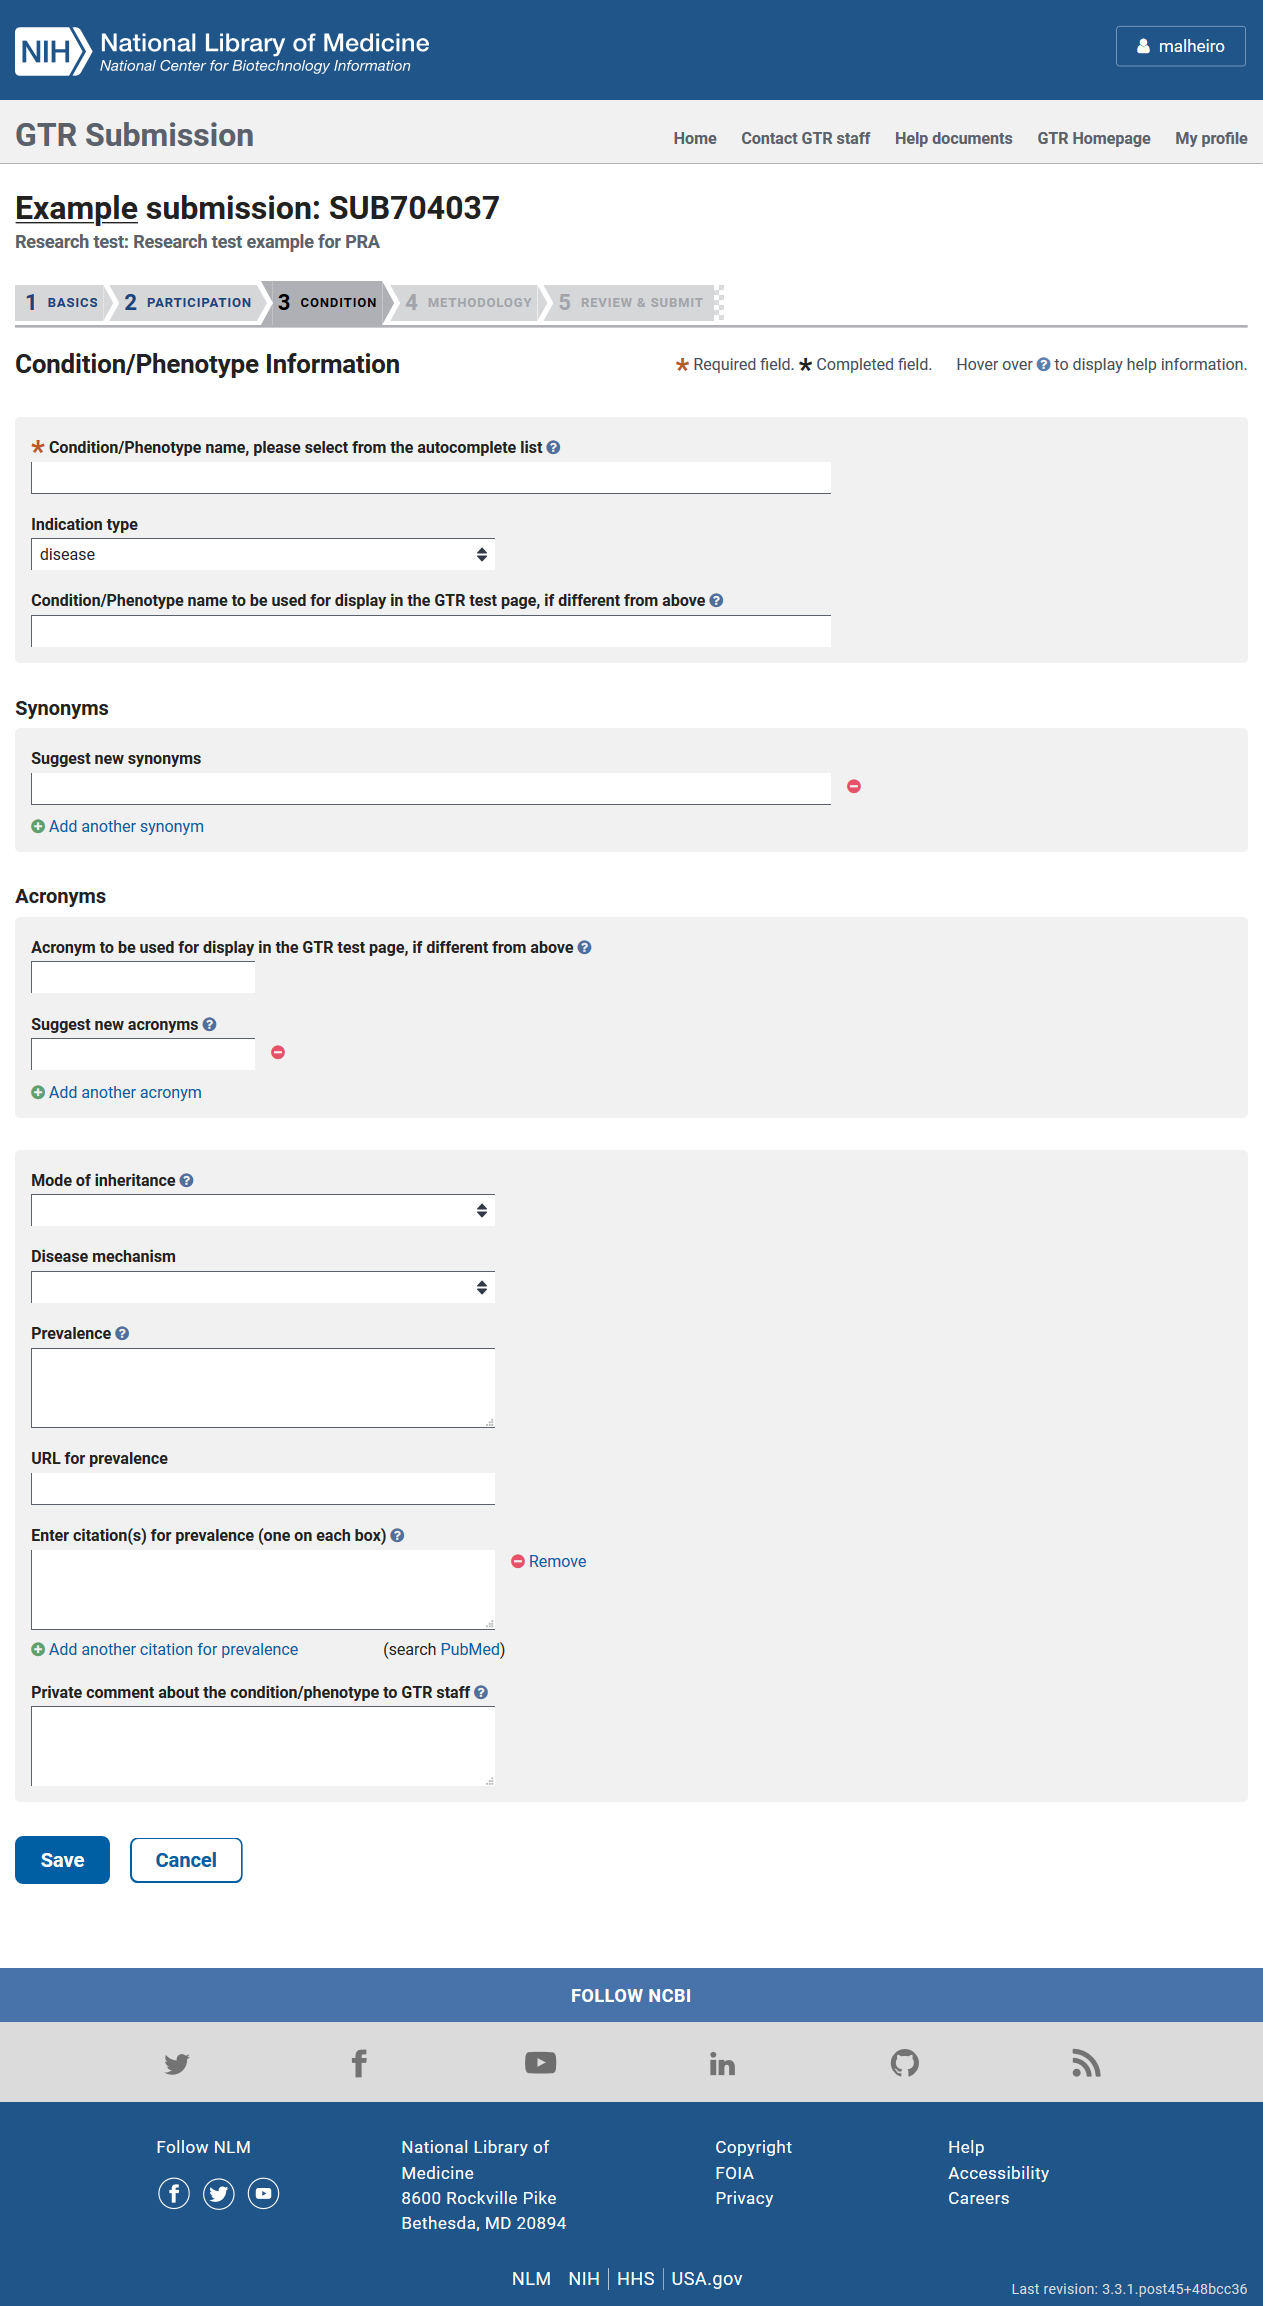 NIH National Library of Medicine
National Center for Biotechnology Information
malheiro
GTR Submission
Home Contact GTR staff Help documents GTR Homepage My profile
Example submission: SUB704037
Research test: Research test example for PRA
1 BASICS 2 PARTICIPATION 3 CONDITION 4 METHODOLOGY 5 REVIEW & SUBMIT
Condition/Phenotype Information
* Required field. * Completed field. Hover over ? to display help information.
* Condition/Phenotype name, please select from the autocomplete list ?
Indication type
disease
Condition/Phenotype name to be used for display in the GTR test page, if different from above ?
Synonyms
Suggest new synonyms
Add another synonym
Acronyms
Acronym to be used for display in the GTR test page, if different from above ?
Suggest new acronyms ?
Add another acronym
Mode of inheritance ?
Disease mechanism
Prevalence ?
URL for prevalence
Enter citation(s) for prevalence (one on each box) ?
Remove
Add another citation for prevalence (search PubMed)
Private comment about the condition/phenotype to GTR staff ?
Save Cancel
FOLLOW NCBI
Follow NLM
National Library of
Medicine
8600 Rockville Pike
Bethesda, MD 20894
Copyright
FOIA
Privacy
Help
Accessibility
Careers
NLM NIH HHS USA.gov
Last revision: 3.3.1.post45+48bcc36